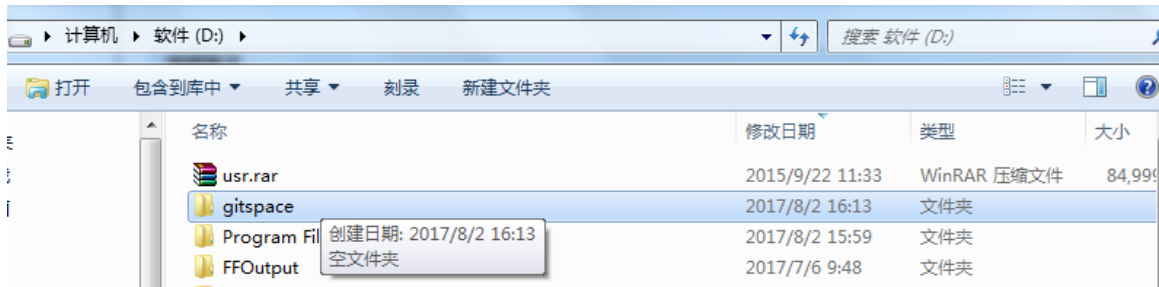 计算机 软件 (D:) 搜索 软件 (D:)
打开 包含到库中 共享 刻录 新建文件夹
名称 修改日期 类型 大小
usr.rar 2015/9/22 11:33 WinRAR 压缩文件 84,999
gitspace 2017/8/2 16:13 文件夹
Program Fil 2017/8/2 15:59 文件夹
创建日期: 2017/8/2 16:13
空文件夹
FFOutput 2017/7/6 9:48 文件夹